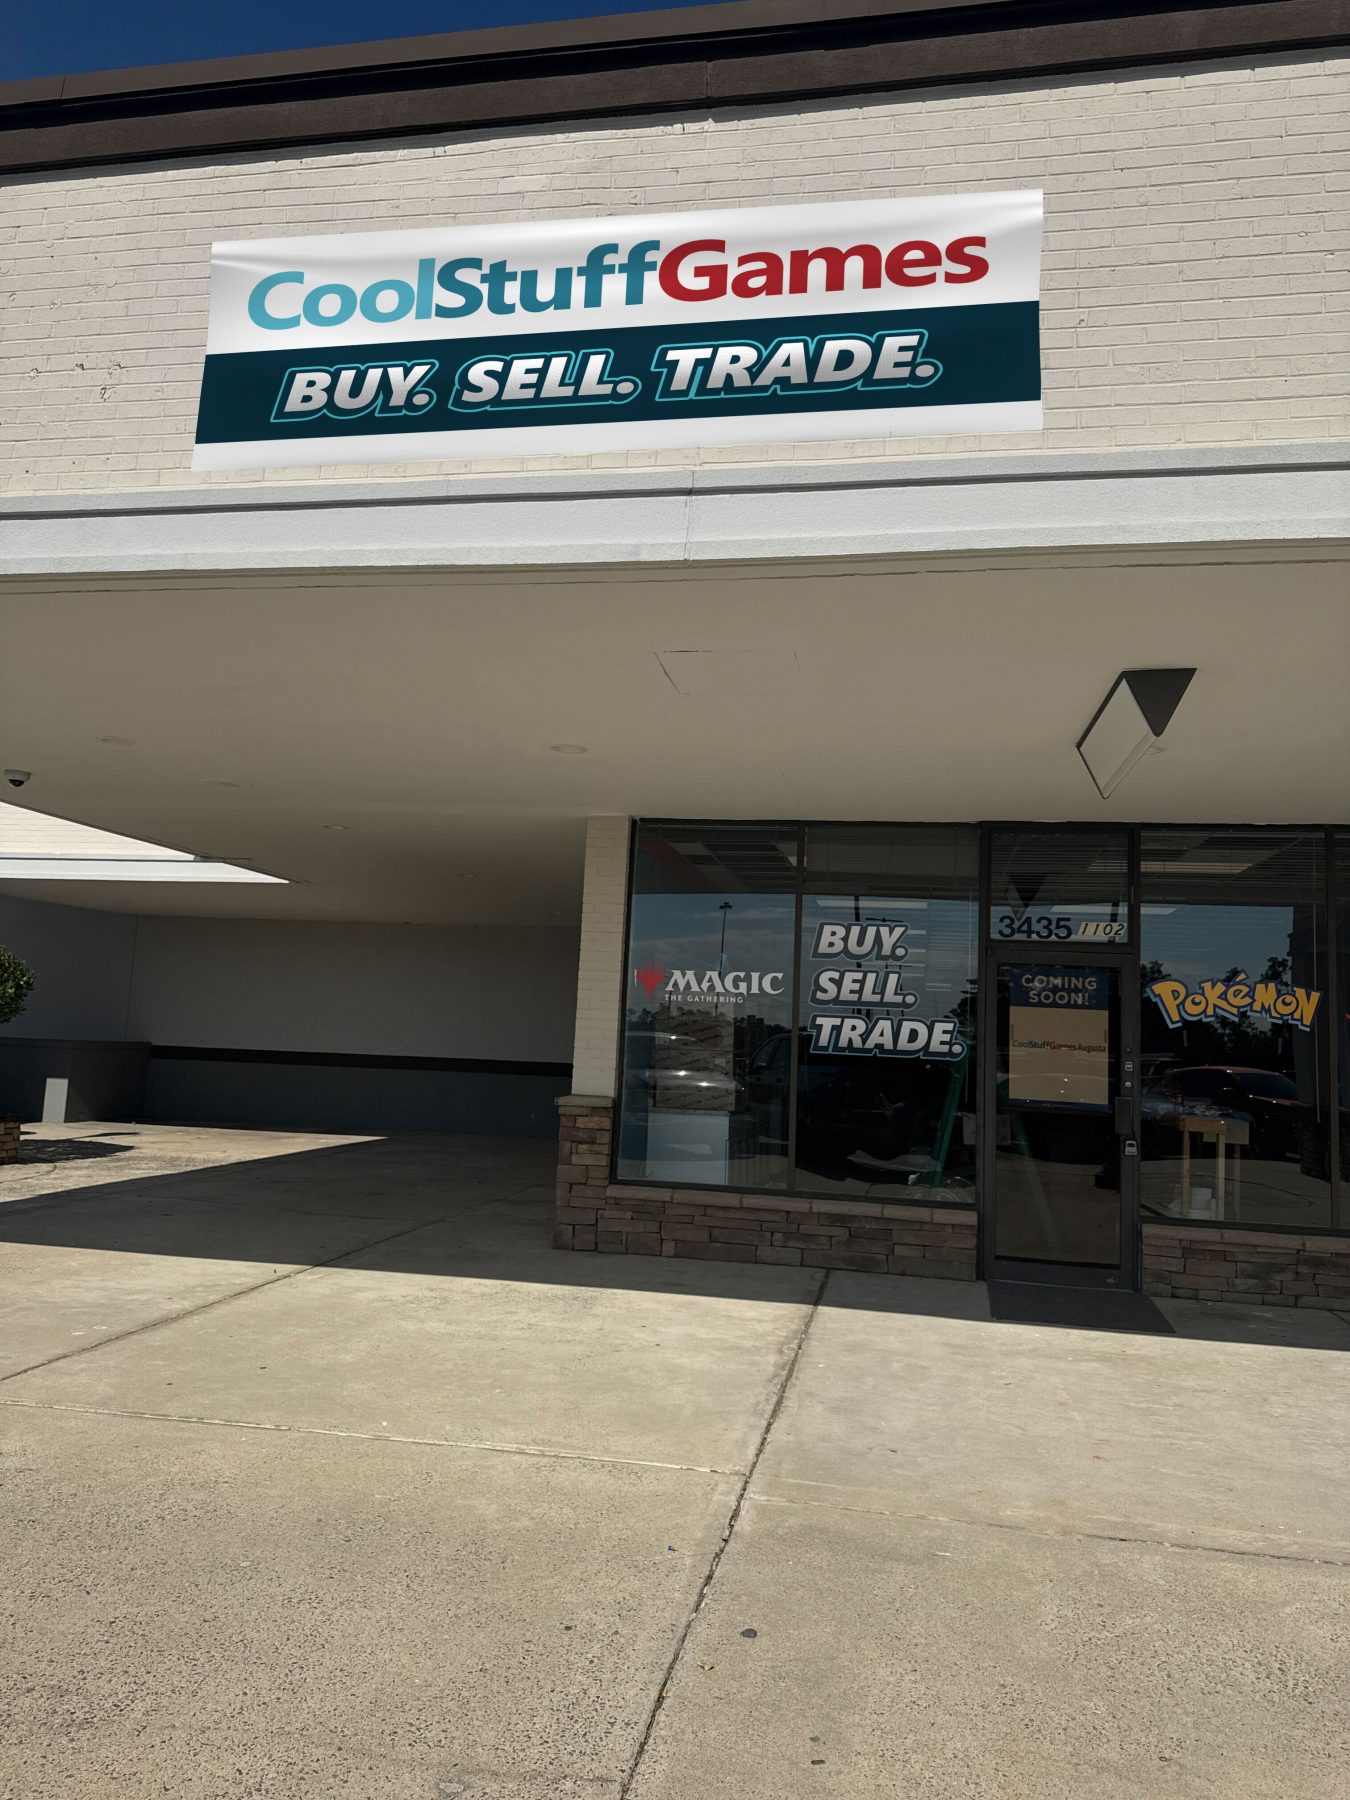 CoolStuffGames
BUY. SELL. TRADE.
3435 1102
MAGIC
THE GATHERING
BUY.
SELL.
TRADE.
COMING
SOON!
CoolStuffGames Augusta
POKéMON